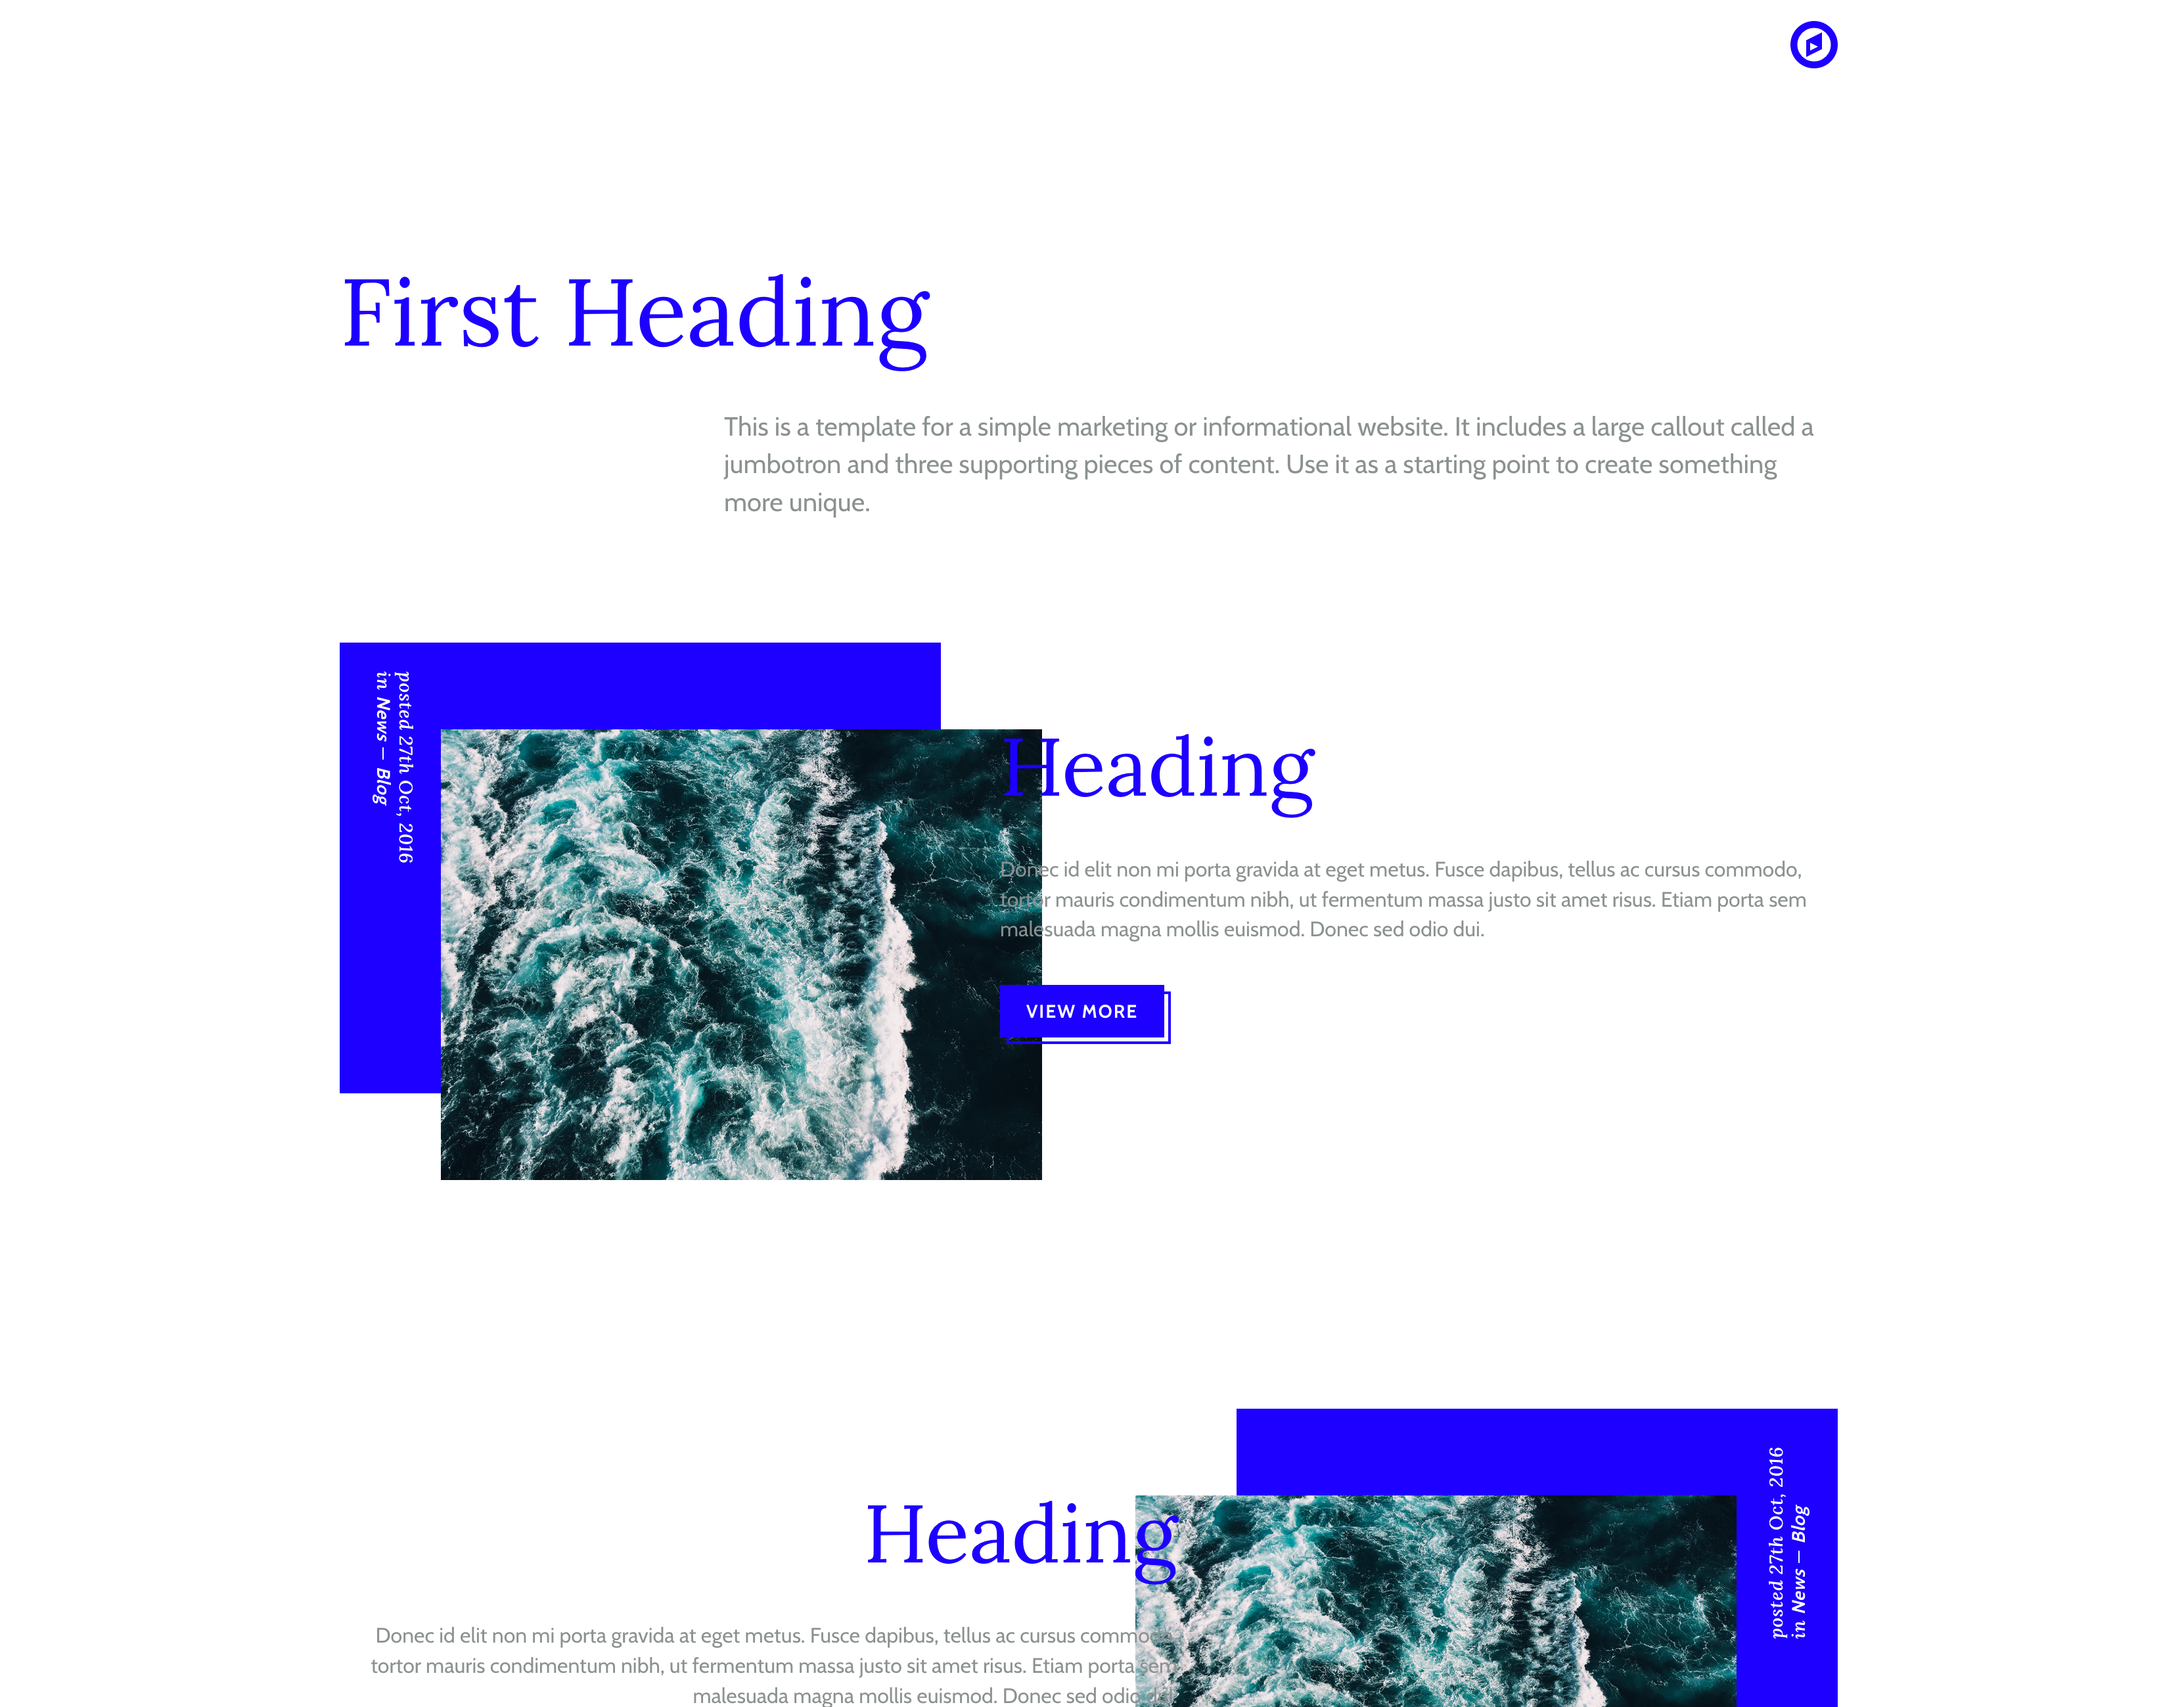 First Heading
This is a template for a simple marketing or informational website. It includes a large callout called a
jumbotron and three supporting pieces of content. Use it as a starting point to create something
more unique.
posted 27th Oct, 2016
in News — Blog
Heading
Donec id elit non mi porta gravida at eget metus. Fusce dapibus, tellus ac cursus commodo,
tortor mauris condimentum nibh, ut fermentum massa justo sit amet risus. Etiam porta sem
malesuada magna mollis euismod. Donec sed odio dui.
VIEW MORE
Heading
Donec id elit non mi porta gravida at eget metus. Fusce dapibus, tellus ac cursus commodo,
tortor mauris condimentum nibh, ut fermentum massa justo sit amet risus. Etiam porta sem
malesuada magna mollis euismod. Donec sed odio dui.
posted 27th Oct, 2016
in News — Blog